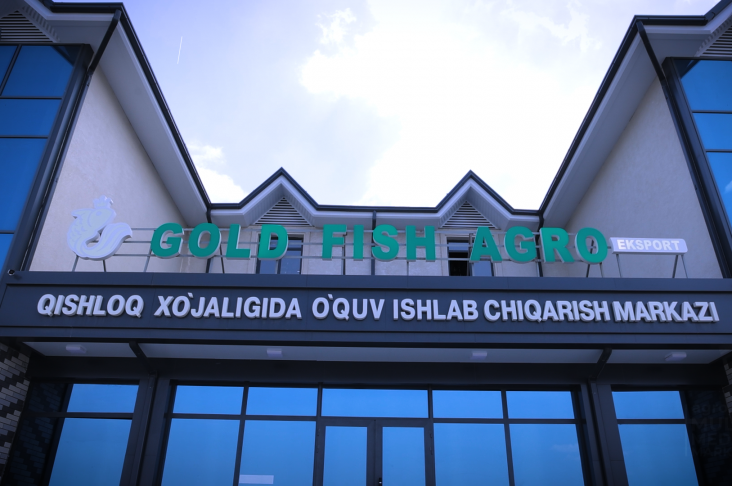 GOLD FISH AGRO EKSPORT
QISHLOQ XO`JALIGIDA O`QUV ISHLAB CHIQARISH MARKAZI